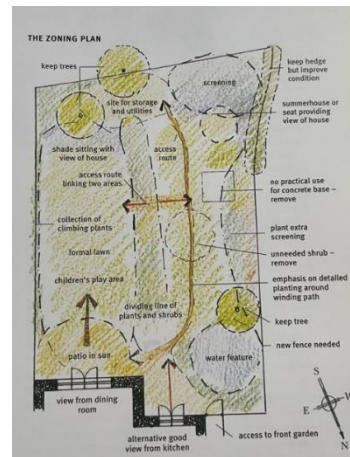 THE ZONING PLAN
keep trees
site for storage
and utilities
shade sitting with
view of house
access route
linking two areas
collection of
climbing plants
formal lawn
children's play area
patio in sun
view from dining
room
screening
access
route
dividing line of
plants and shrubs
water feature
alternative good
view from kitchen
keep hedge
but improve
condition
summerhouse or
seat providing
view of house
no practical use
for concrete base –
remove
plant extra
screening
unneeded shrub –
remove
emphasis on detailed
planting around
winding path
keep tree
new fence needed
access to front garden
S
E
W
N